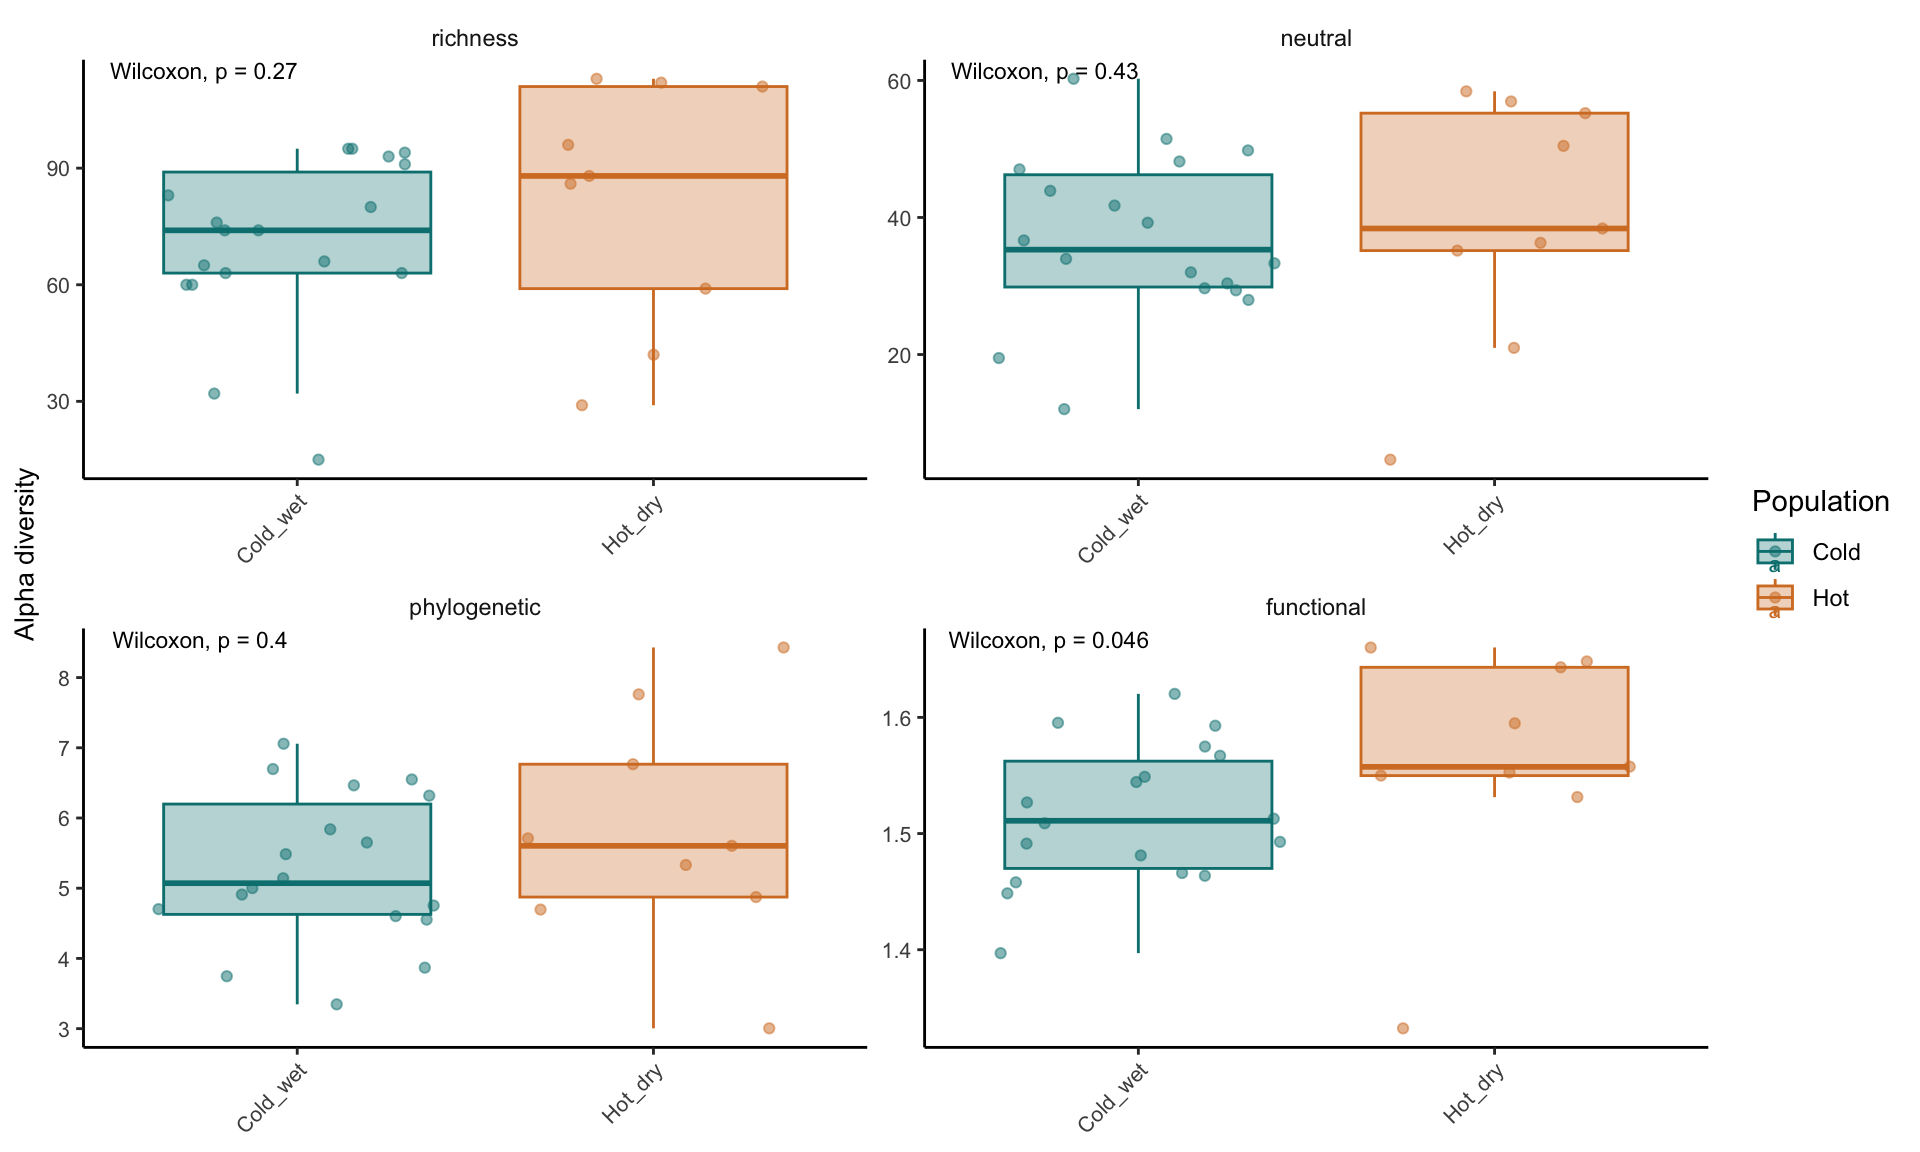 richness
Wilcoxon, p = 0.27
90
60
30
Cold_wet
Hot_dry
neutral
Wilcoxon, p = 0.43
60
40
20
Cold_wet
Hot_dry
Alpha diversity
phylogenetic
Wilcoxon, p = 0.4
8
7
6
5
4
3
Cold_wet
Hot_dry
functional
Wilcoxon, p = 0.046
1.6
1.5
1.4
Cold_wet
Hot_dry
Population
a
Cold
a
Hot